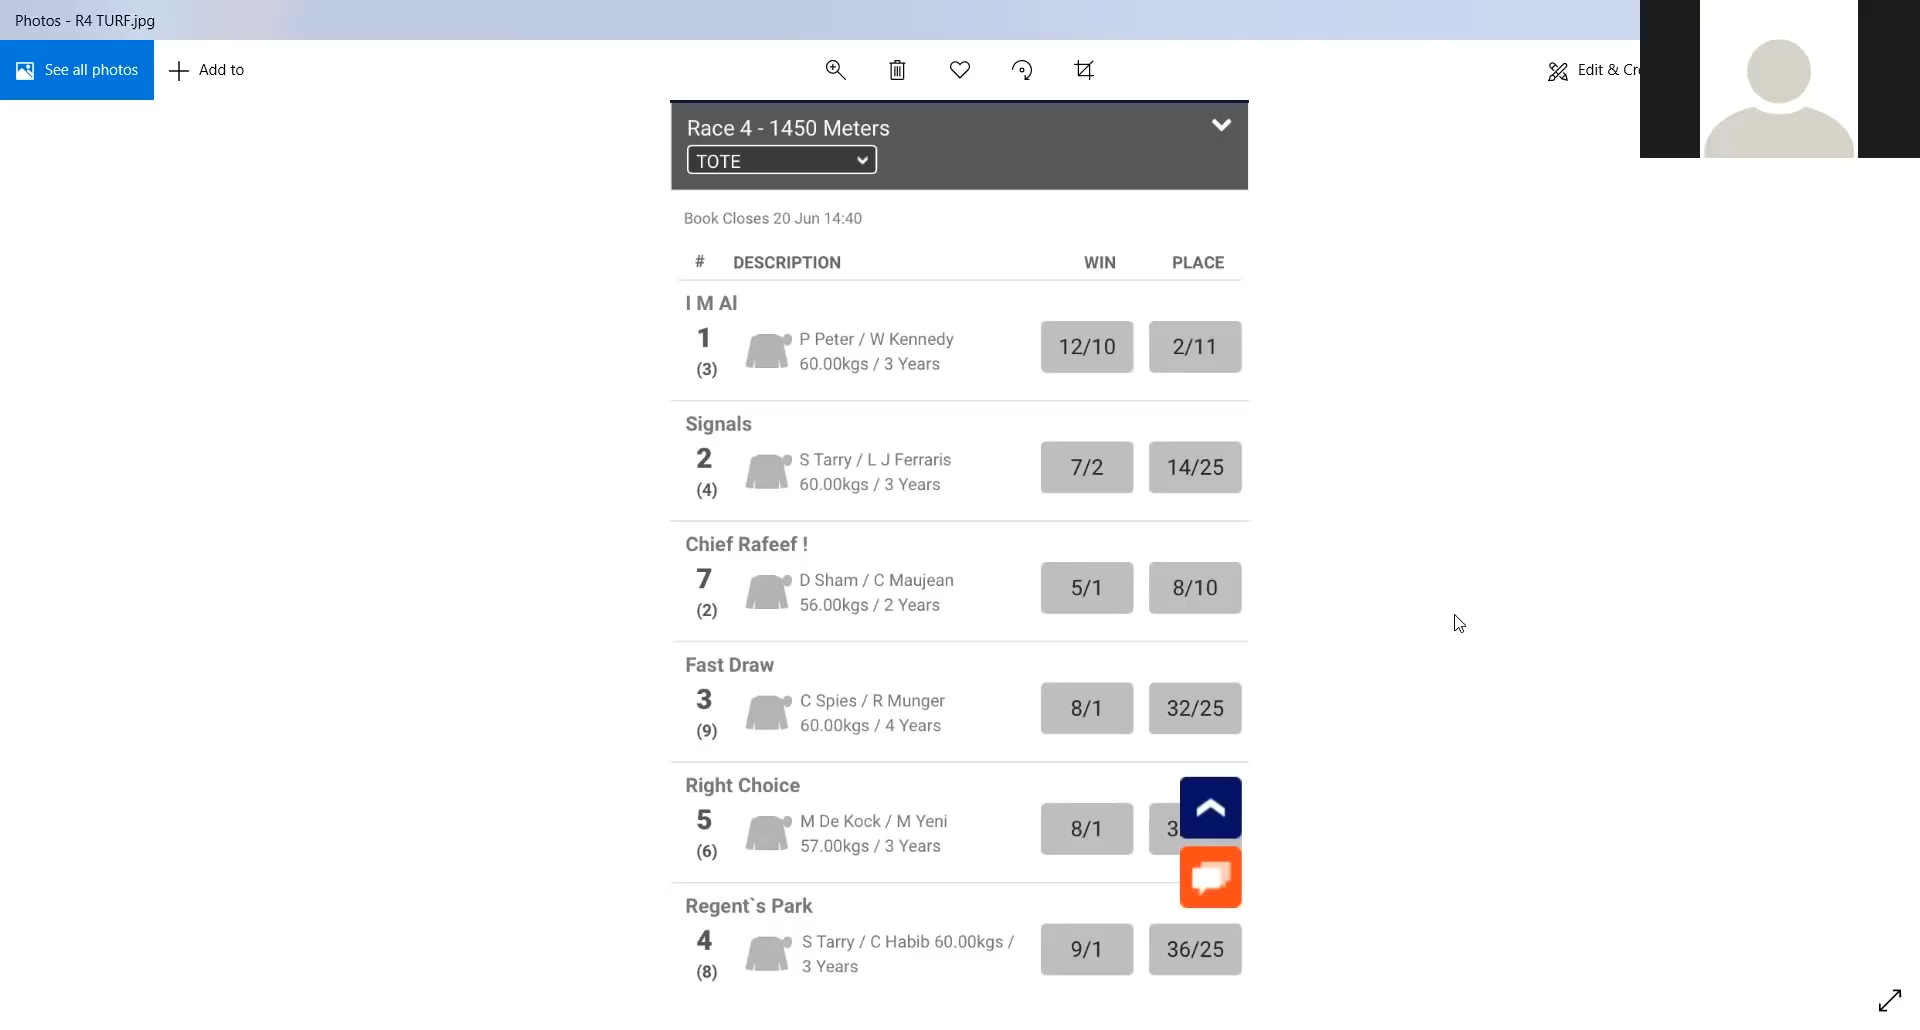 Photos - R4 TURF.jpg
See all photos
Add to
Edit & Cr
Race 4 - 1450 Meters
TOTE
Book Closes 20 Jun 14:40
# DESCRIPTION WIN PLACE
I M Al
1 P Peter / W Kennedy 12/10 2/11
(3) 60.00kgs / 3 Years
Signals
2 S Tarry / L J Ferraris 7/2 14/25
(4) 60.00kgs / 3 Years
Chief Rafeef !
7 D Sham / C Maujean 5/1 8/10
(2) 56.00kgs / 2 Years
Fast Draw
3 C Spies / R Munger 8/1 32/25
(9) 60.00kgs / 4 Years
Right Choice
5 M De Kock / M Yeni 8/1 3
(6) 57.00kgs / 3 Years
Regent`s Park
4 S Tarry / C Habib 60.00kgs / 9/1 36/25
(8) 3 Years